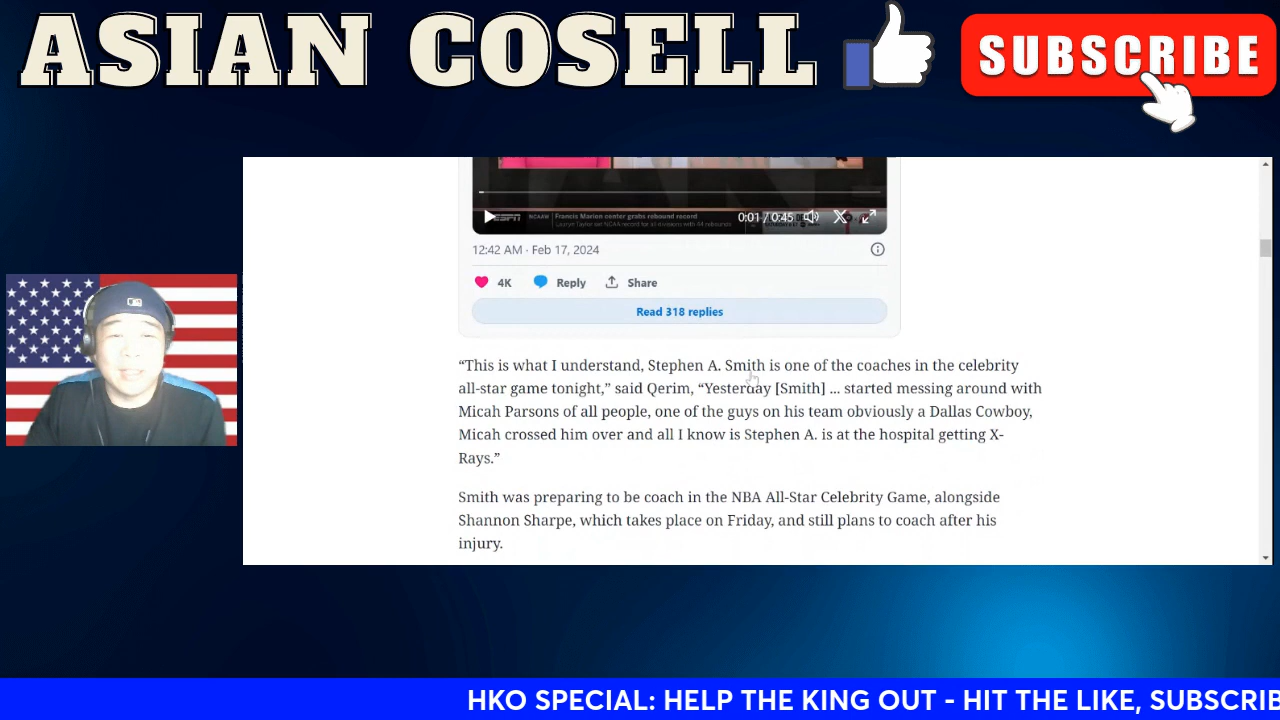 ASIAN COSELL
SUBSCRIBE
ESPN
NCAAW
Francis Marion center grabs rebound record
0:01 / 0:45
12:42 AM · Feb 17, 2024
4K
Reply
Share
Read 318 replies
“This is what I understand, Stephen A. Smith is one of the coaches in the celebrity
all-star game tonight,” said Qerim, “Yesterday [Smith] ... started messing around with
Micah Parsons of all people, one of the guys on his team obviously a Dallas Cowboy,
Micah crossed him over and all I know is Stephen A. is at the hospital getting X-
Rays.”
Smith was preparing to be coach in the NBA All-Star Celebrity Game, alongside
Shannon Sharpe, which takes place on Friday, and still plans to coach after his
injury.
HKO SPECIAL: HELP THE KING OUT - HIT THE LIKE, SUBSCRIBE